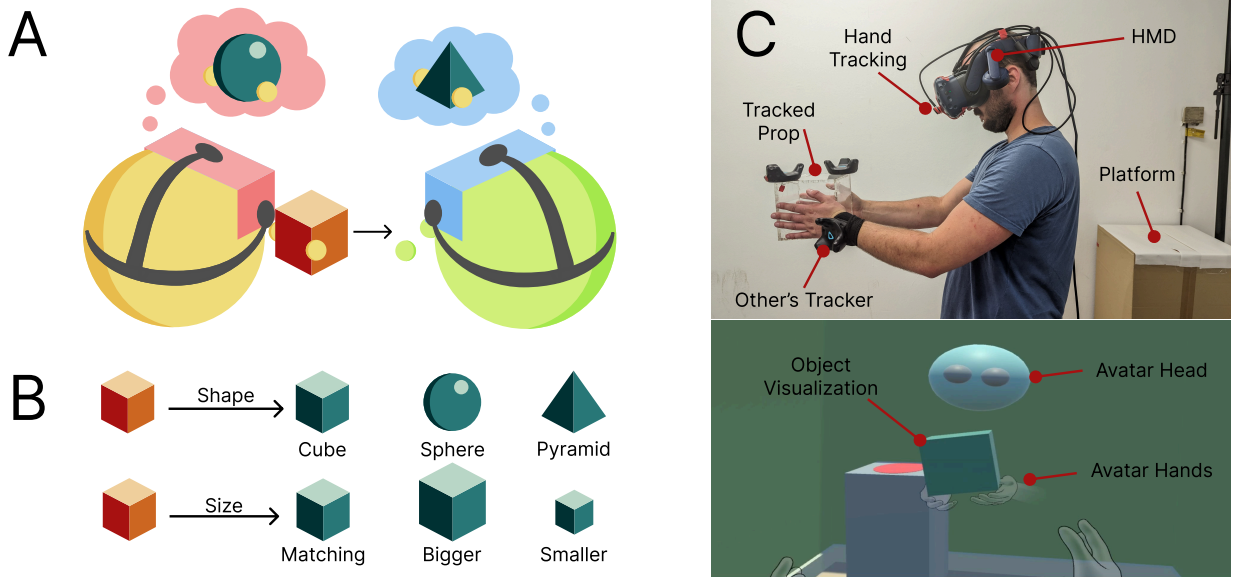 A
B
Shape
Cube
Sphere
Pyramid
Size
Matching
Bigger
Smaller
C
Hand
Tracking
HMD
Tracked
Prop
Platform
Other's Tracker
Object
Visualization
Avatar Head
Avatar Hands